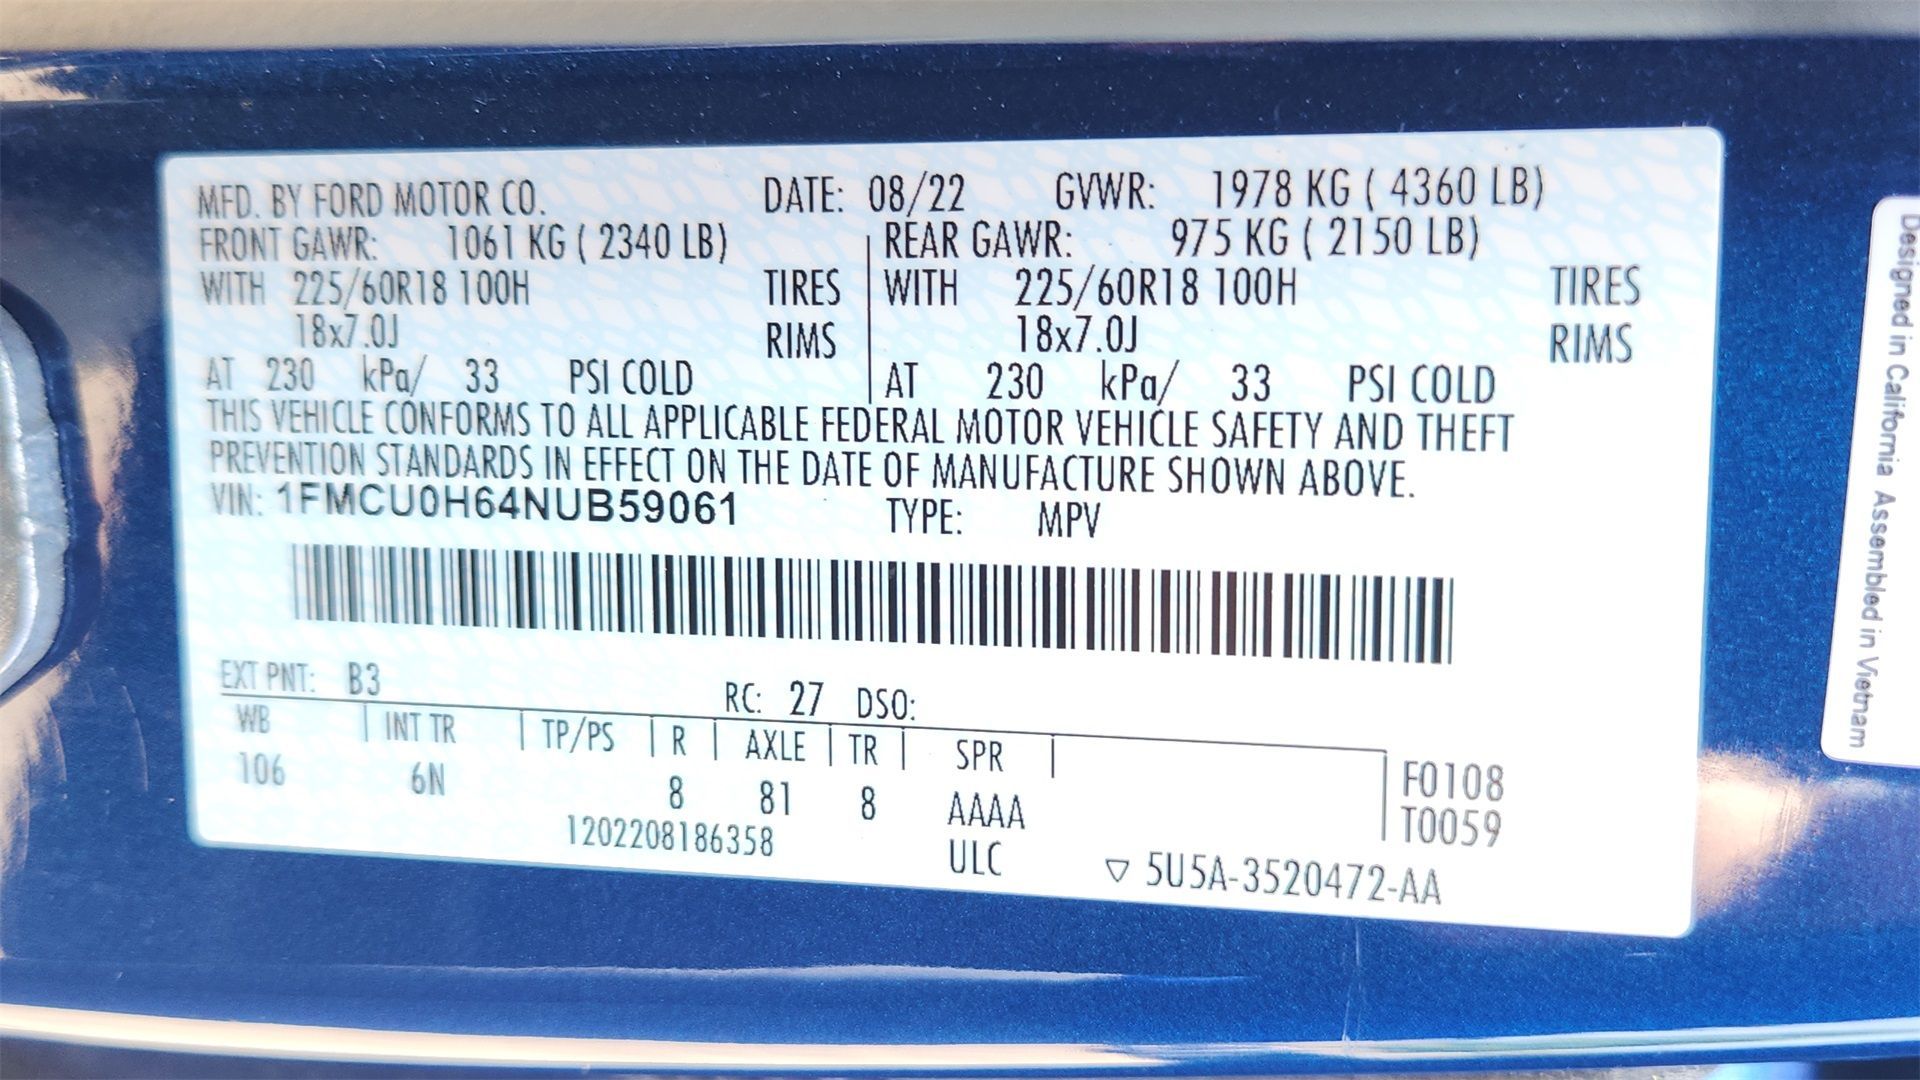 MFD. BY FORD MOTOR CO. DATE: 08/22 GVWR: 1978 KG ( 4360 LB)
FRONT GAWR: 1061 KG ( 2340 LB) REAR GAWR: 975 KG ( 2150 LB)
WITH 225/60R18 100H TIRES WITH 225/60R18 100H TIRES
18x7.0J RIMS 18x7.0J RIMS
AT 230 kPa/ 33 PSI COLD AT 230 kPa/ 33 PSI COLD
THIS VEHICLE CONFORMS TO ALL APPLICABLE FEDERAL MOTOR VEHICLE SAFETY AND THEFT
PREVENTION STANDARDS IN EFFECT ON THE DATE OF MANUFACTURE SHOWN ABOVE.
VIN: 1FMCU0H64NUB59061 TYPE: MPV
EXT PNT: B3 RC: 27 DSO:
WB | INT TR | TP/PS | R | AXLE | TR | SPR |
106 6N 8 81 8 AAAA F0108
1202208186358 ULC T0059
▽ 5U5A-3520472-AA
Designed in California Assembled in Vietnam